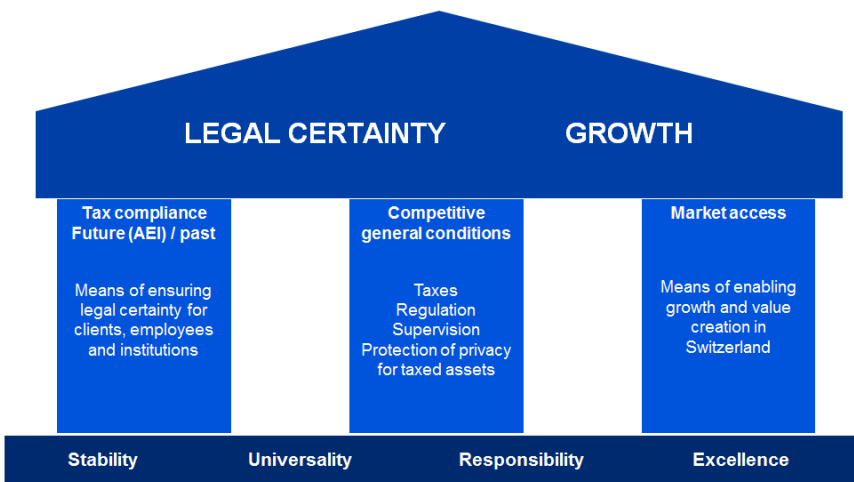 LEGAL CERTAINTY GROWTH
Tax compliance
Future (AEI) / past
Means of ensuring
legal certainty for
clients, employees
and institutions
Competitive
general conditions
Taxes
Regulation
Supervision
Protection of privacy
for taxed assets
Market access
Means of enabling
growth and value
creation in
Switzerland
Stability Universality Responsibility Excellence